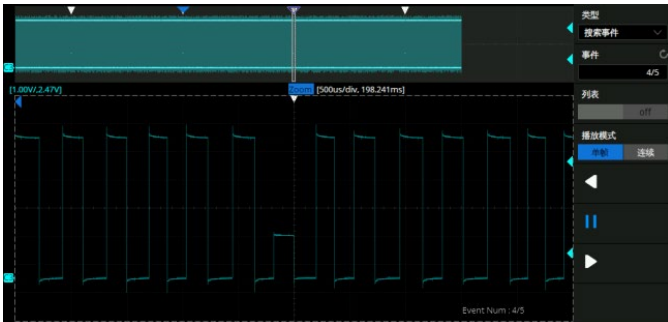 类型
搜索事件
事件
4/5
列表
off
播放模式
单帧
连续
[1.00V/,2.47V]
Zoom
[500us/div, 198.241ms]
Event Num : 4/5